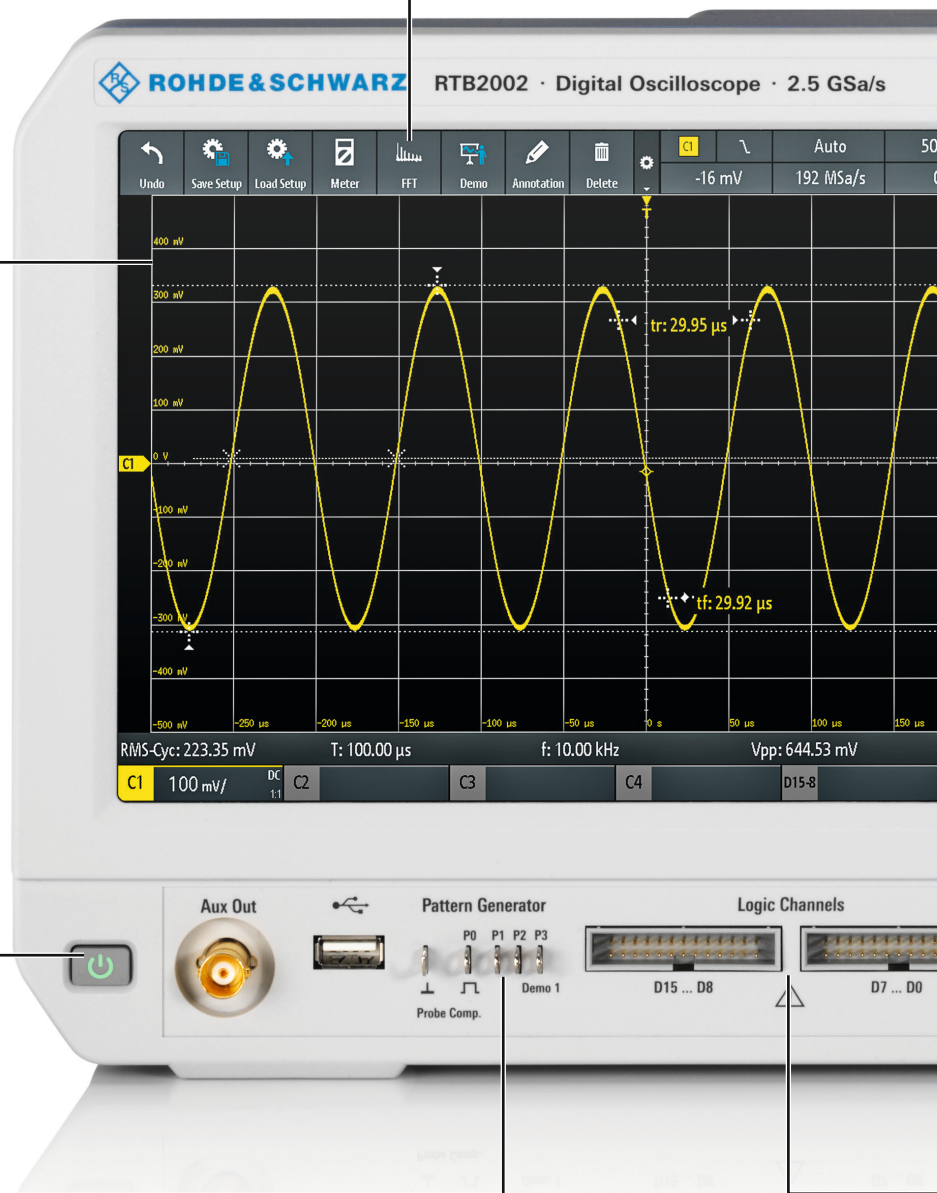 ROHDE&SCHWARZ RTB2002 · Digital Oscilloscope · 2.5 GSa/s
Undo Save Setup Load Setup Meter FFT Demo Annotation Delete
C1 Auto 50
-16 mV 192 MSa/s
T
400 mV
300 mV
tr: 29.95 µs
200 mV
100 mV
C1 0 V
-100 mV
-200 mV
tf: 29.92 µs
-300 mV
-400 mV
-500 mV -250 µs -200 µs -150 µs -100 µs -50 µs 0 s 50 µs 100 µs 150 µs
RMS-Cyc: 223.35 mV T: 100.00 µs f: 10.00 kHz Vpp: 644.53 mV
C1 100 mV/ DC 1:1 C2 C3 C4 D15-8
Aux Out Pattern Generator Logic Channels
P0 P1 P2 P3
Demo 1 D15 ... D8 D7 ... D0
Probe Comp.